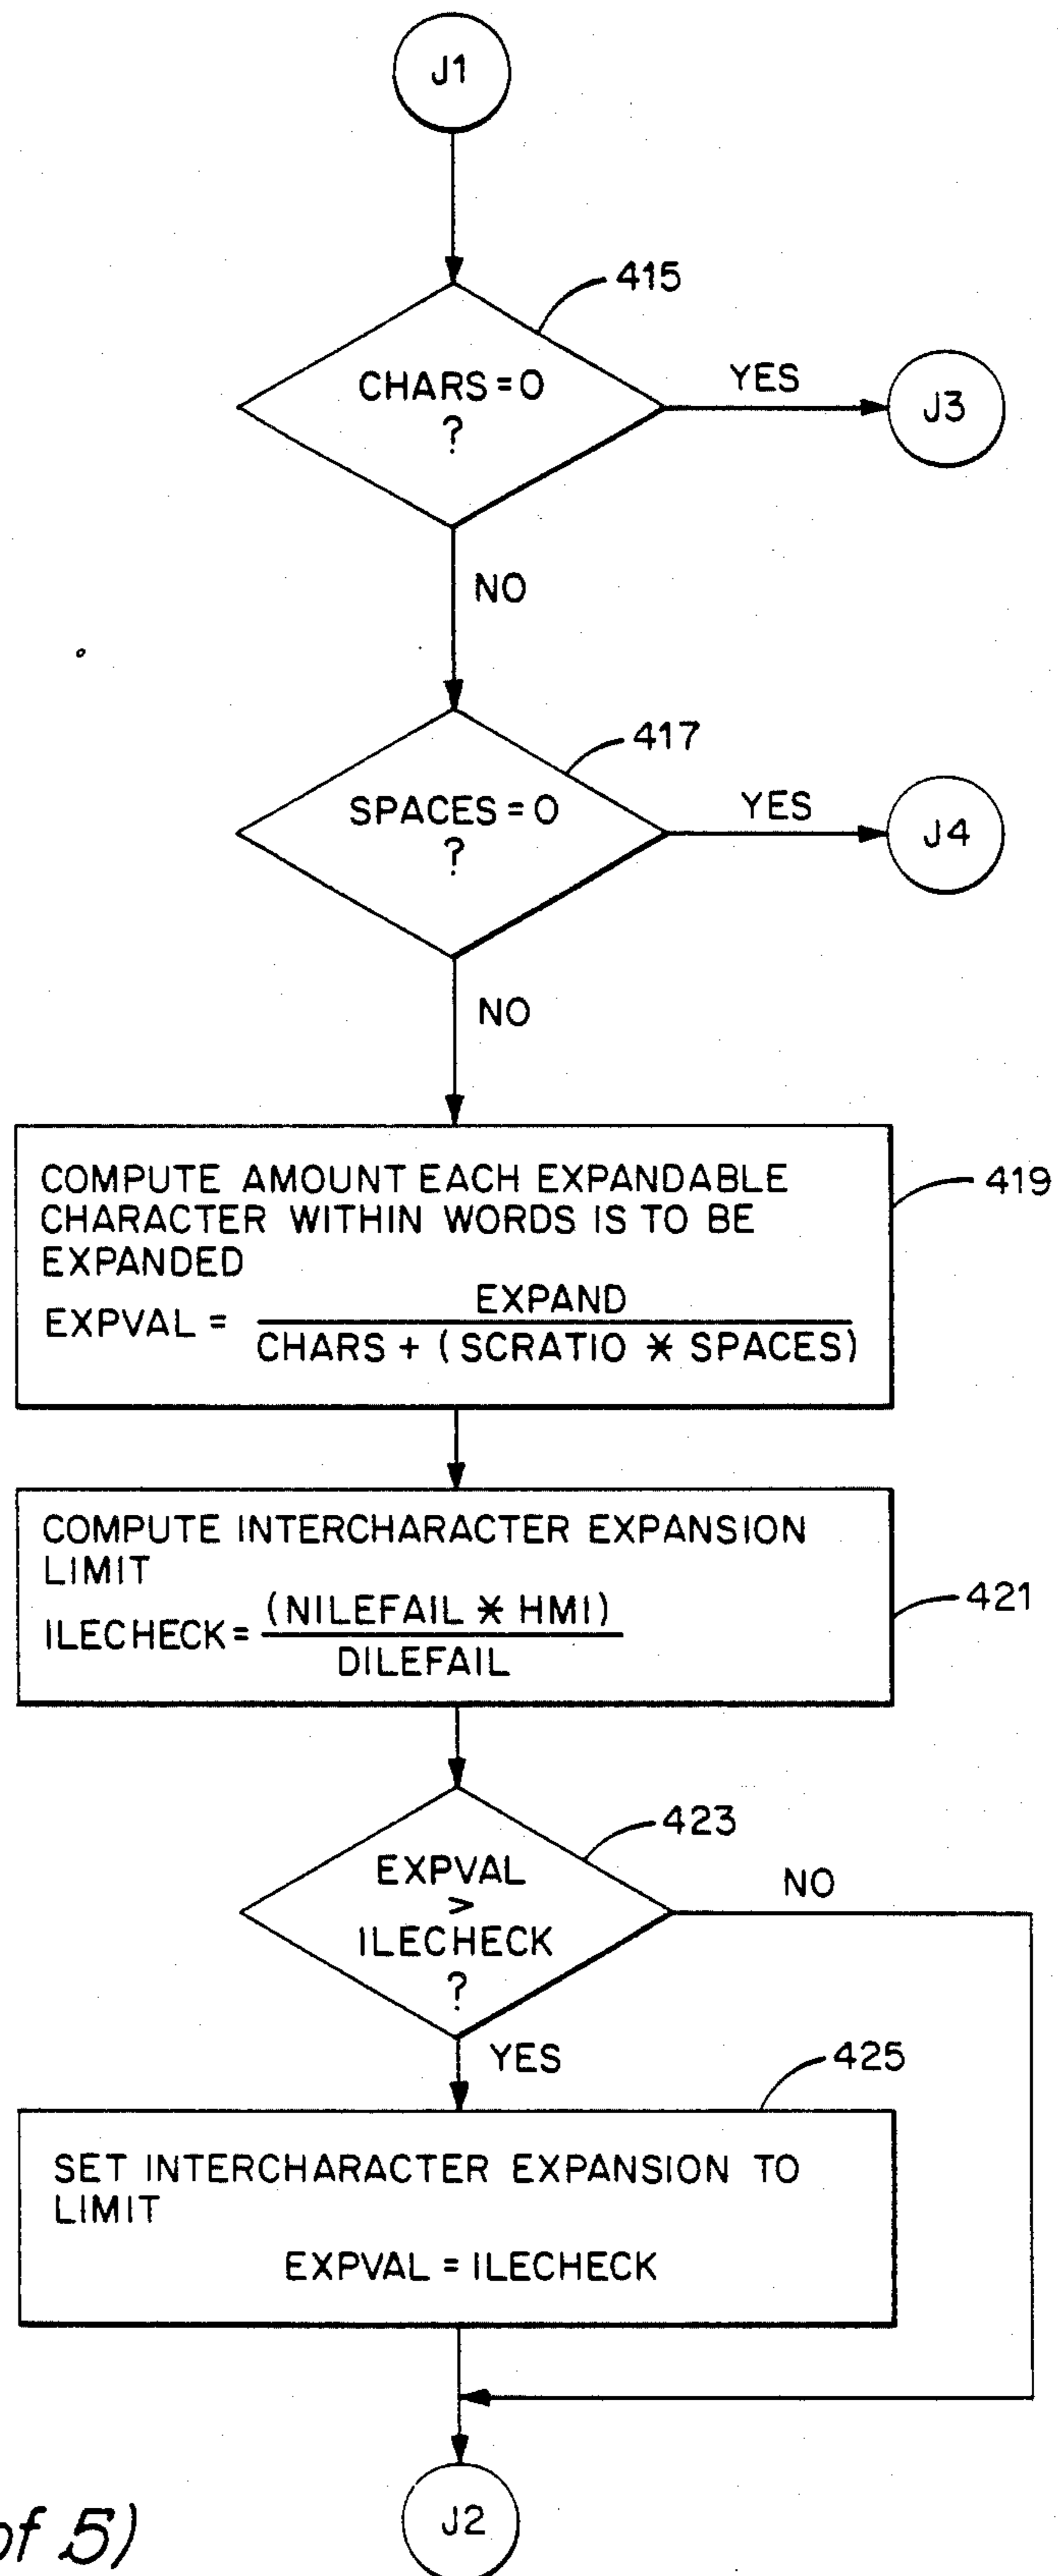 J1
415
CHARS = 0
?
YES
J3
NO
417
SPACES = 0
?
YES
J4
NO
419
COMPUTE AMOUNT EACH EXPANDABLE
CHARACTER WITHIN WORDS IS TO BE
EXPANDED
EXPVAL = EXPAND
CHARS + (SCRATIO * SPACES)
COMPUTE INTERCHARACTER EXPANSION
LIMIT
421
ILECHECK = (NILEFAIL * HMI)
DILEFAIL
423
EXPVAL
>
ILECHECK
?
NO
YES
425
SET INTERCHARACTER EXPANSION TO
LIMIT
EXPVAL = ILECHECK
J2
of 5)